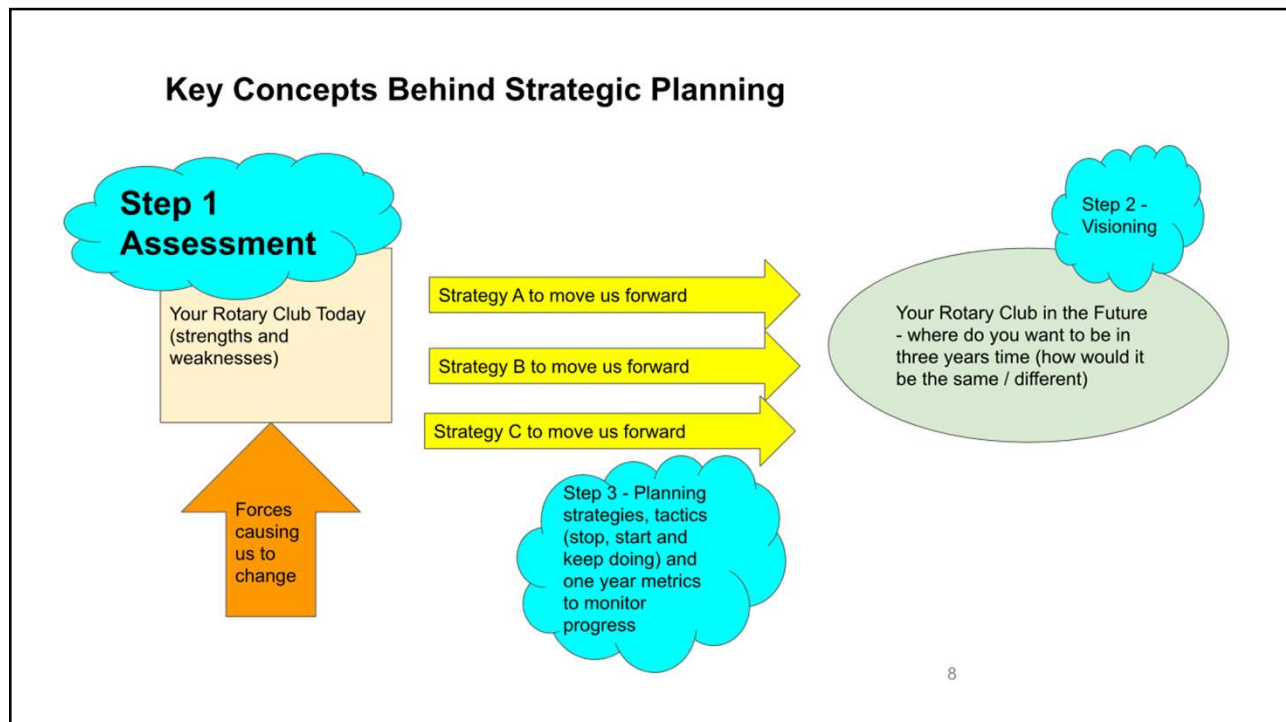 Key Concepts Behind Strategic Planning
Step 1
Assessment
Your Rotary Club Today
(strengths and
weaknesses)
Forces
causing
us to
change
Strategy A to move us forward
Strategy B to move us forward
Strategy C to move us forward
Step 3 - Planning
strategies, tactics
(stop, start and
keep doing) and
one year metrics
to monitor
progress
Step 2 -
Visioning
Your Rotary Club in the Future
- where do you want to be in
three years time (how would it
be the same / different)
8